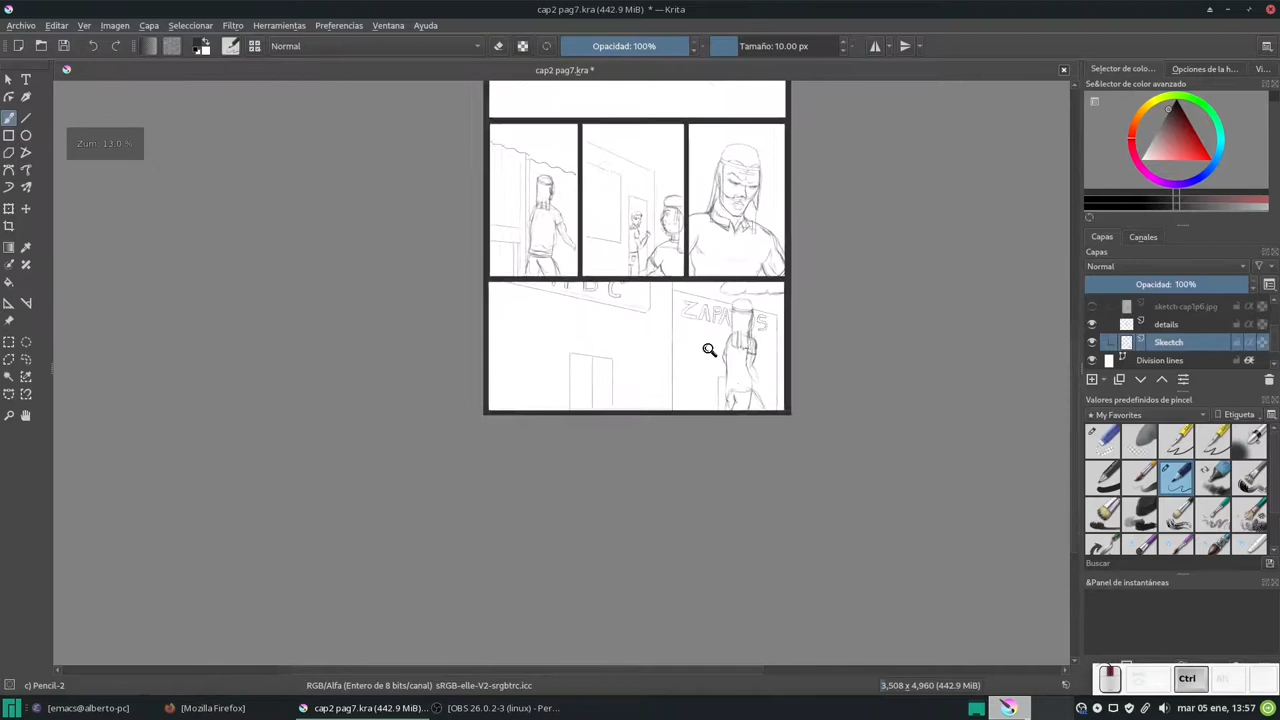 cap2 pag7.kra (442.9 MiB) * — Krita
Archivo Editar Ver Imagen Capa Seleccionar Filtro Herramientas Preferencias Ventana Ayuda
Normal Opacidad: 100% Tamaño: 10.00 px
cap2 pag7.kra * Selector de colo... Opciones de la h... Vi...
Se&lector de color avanzado
Zum: 13.0 %
Capas Canales
Capas
Normal
Opacidad: 100%
sketch cap1p6.jpg
details
Skectch
Division lines
Valores predefinidos de pincel
★ My Favorites Etiqueta
Buscar
&Panel de instantáneas
Ctrl Alt
c) Pencil-2 RGB/Alfa (Entero de 8 bits/canal) sRGB-elle-V2-srgbtrc.icc 3,508 x 4,960 (442.9 MiB)
[emacs@alberto-pc] [Mozilla Firefox] cap2 pag7.kra (442.9 MiB)... [OBS 26.0.2-3 (linux) - Per... mar 05 ene, 13:57